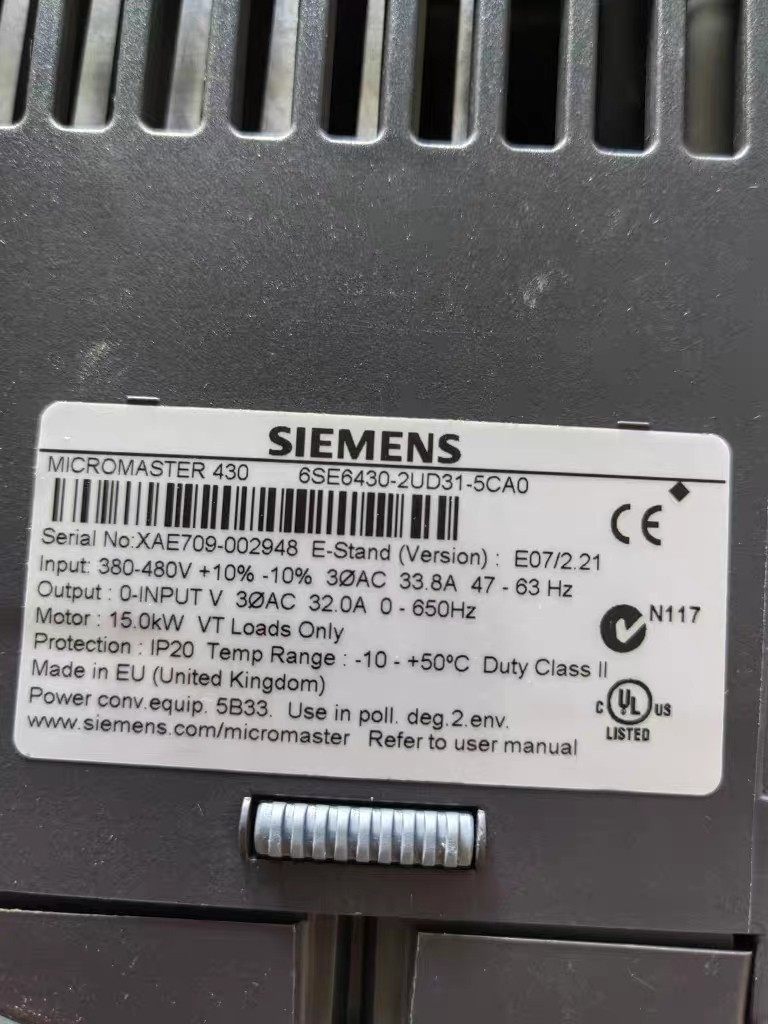 SIEMENS
MICROMASTER 430 6SE6430-2UD31-5CA0
CE
Serial No:XAE709-002948 E-Stand (Version) : E07/2.21
Input: 380-480V +10% -10% 3ØAC 33.8A 47 - 63 Hz
Output : 0-INPUT V 3ØAC 32.0A 0 - 650Hz
N117
Motor : 15.0kW VT Loads Only
Protection : IP20 Temp Range : -10 - +50°C Duty Class II
Made in EU (United Kingdom)
C UL US
LISTED
Power conv.equip. 5B33. Use in poll. deg.2.env.
www.siemens.com/micromaster Refer to user manual